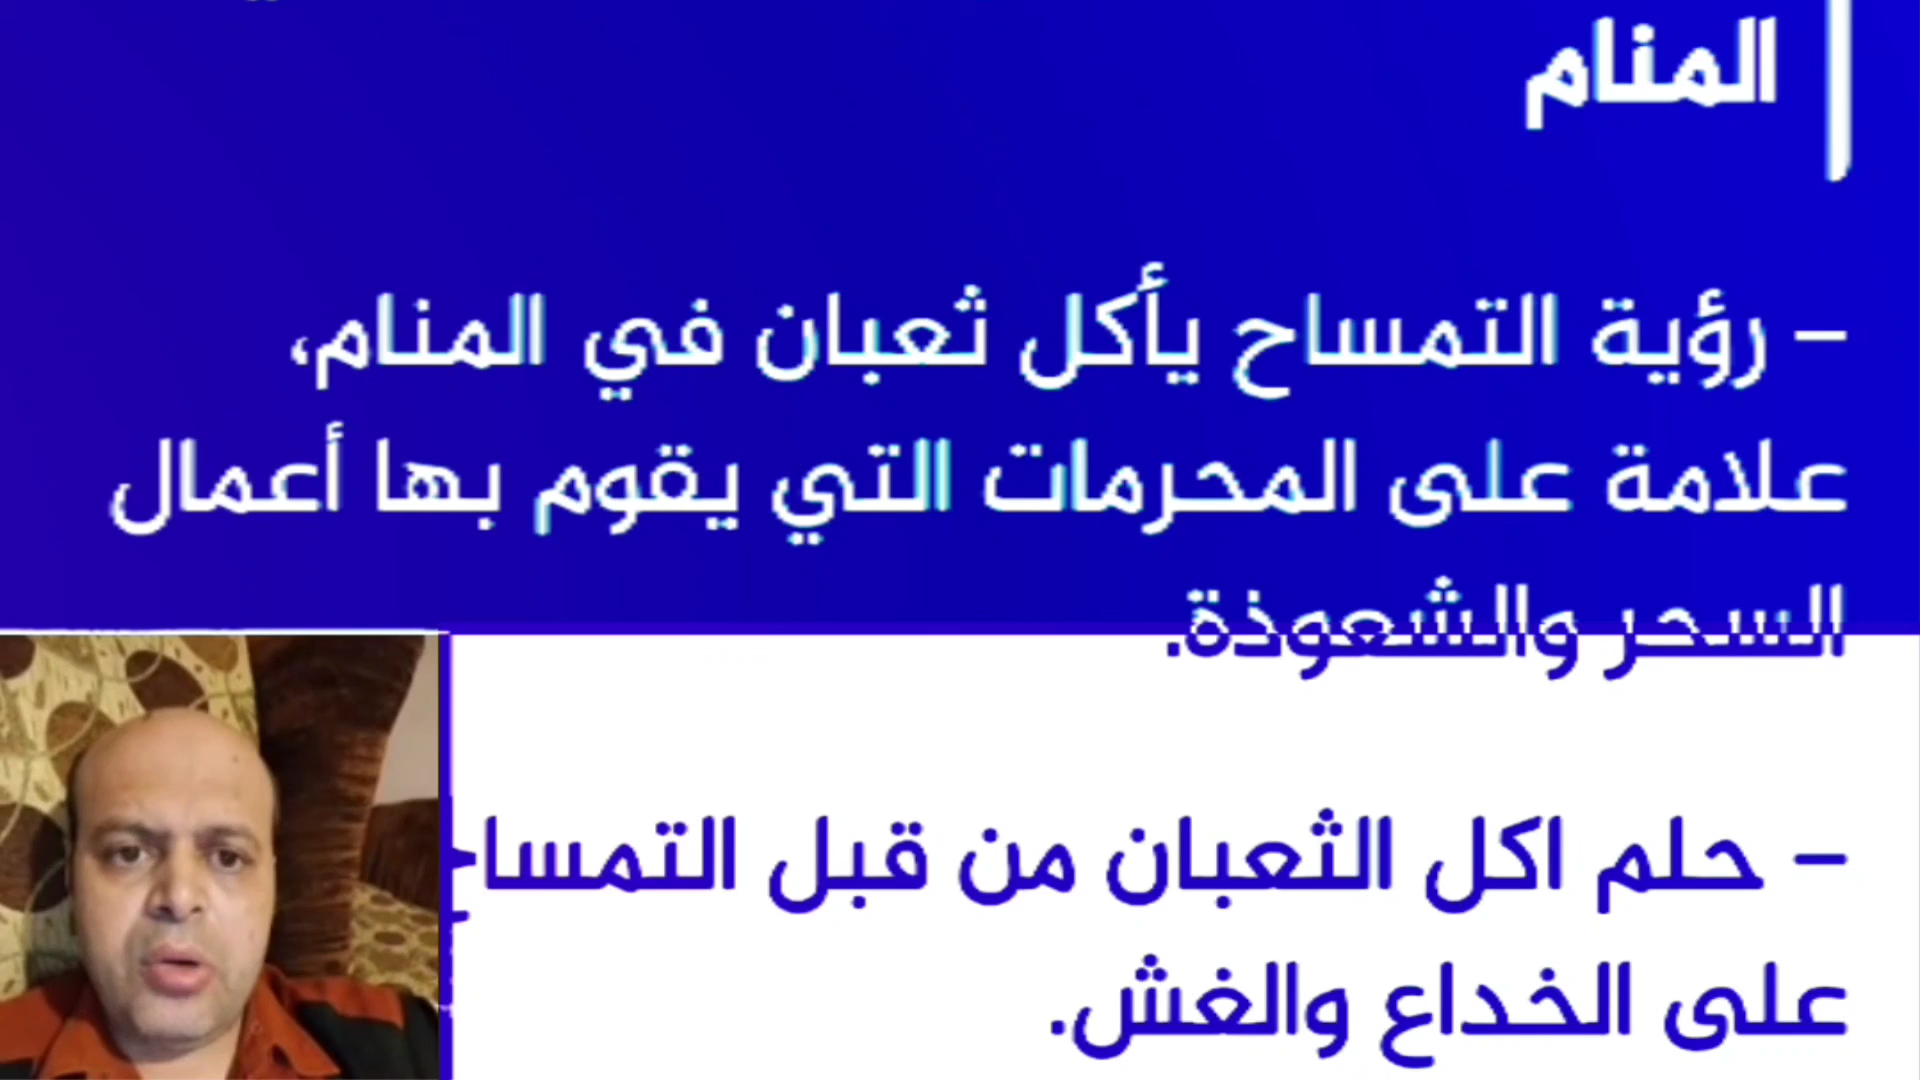 المنام
– رؤية التمساح يأكل ثعبان في المنام،
علامة على المحرمات التي يقوم بها أعمال
السحر والشعوذة.
– حلم اكل الثعبان من قبل
على الخداع والغش.